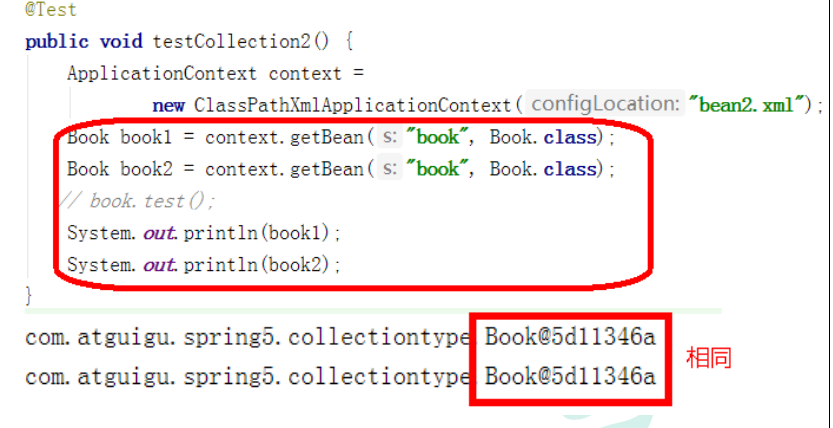 @Test
public void testCollection2() {
ApplicationContext context =
new ClassPathXmlApplicationContext( configLocation: "bean2.xml");
Book book1 = context.getBean( s: "book", Book.class);
Book book2 = context.getBean( s: "book", Book.class);
// book.test();
System.out.println(book1);
System.out.println(book2);
}
com.atguigu.spring5.collectiontype.Book@5d11346a
com.atguigu.spring5.collectiontype.Book@5d11346a
相同